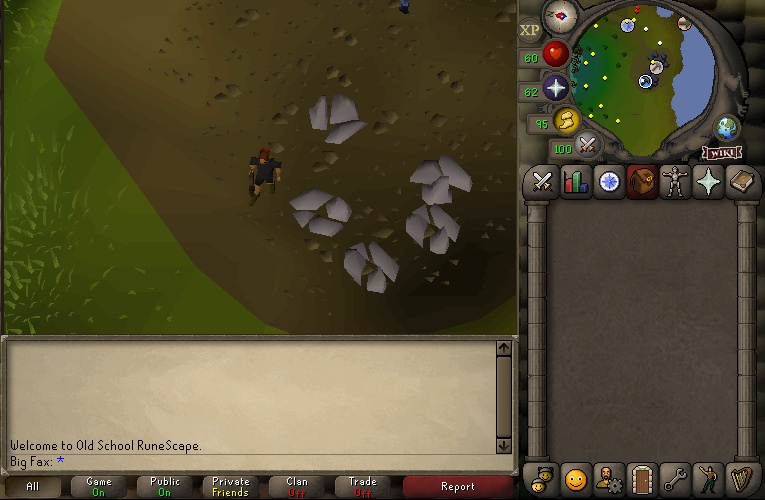 XP
60
62
95
100
WIKI
Welcome to Old School RuneScape.
Big Fax: *
All
Game
On
Public
On
Private
Friends
Clan
Off
Trade
Off
Report